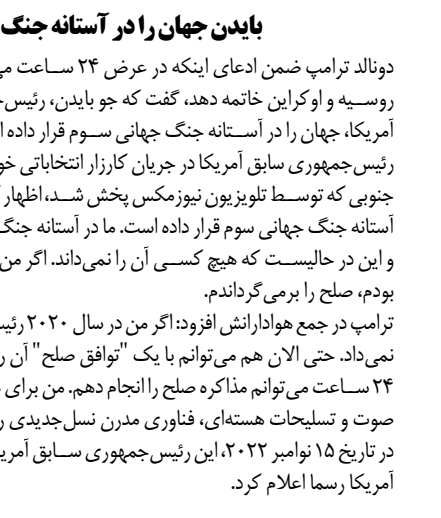 بایدن جهان را در آستانه جنگ
دونالد ترامپ ضمن ادعای اینکه در عرض ۲۴ ساعت
روسیه و اوکراین خاتمه دهد، گفت که جو بایدن،
آمریکا، جهان را در آستانه جنگ جهانی سوم قرار داده
رئیس‌جمهوری سابق آمریکا در جریان کارزار انتخاباتی
جنوبی که توسط تلویزیون نیوزمکس پخش شد، اظهار
آستانه جنگ جهانی سوم قرار داده است. ما در آستانه جنگ
و این در حالیست که هیچ کسی آن را نمی‌داند. اگر من
بودم، صلح را برمی‌گرداندم.
ترامپ در جمع هوادارانش افزود: اگر من در سال ۲۰۲۰
نمی‌داد. حتی الان هم می‌توانم با یک "توافق صلح" آن
۲۴ ساعت می‌توانم مذاکره صلح را انجام دهم. من برای
صوت و تسلیحات هسته‌ای، فناوری مدرن نسل‌جدیدی
در تاریخ ۱۵ نوامبر ۲۰۲۲، این رئیس‌جمهوری سابق
آمریکا رسما اعلام کرد.